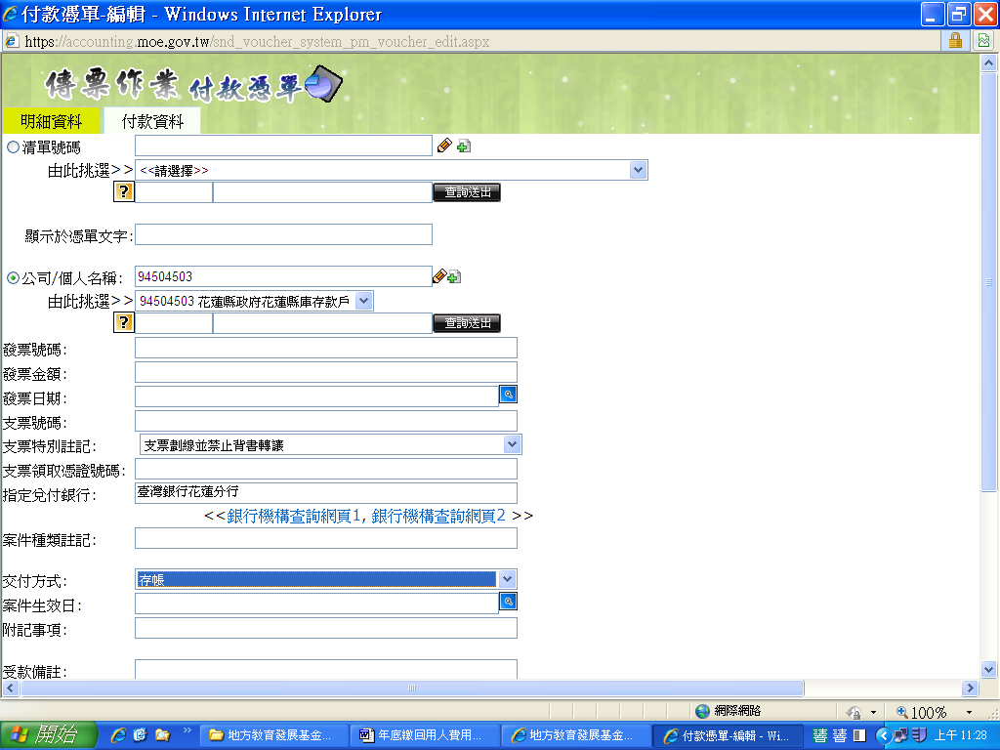 付款憑單-編輯 - Windows Internet Explorer
https://accounting.moe.gov.tw/snd_voucher_system_pm_voucher_edit.aspx
傳票作業 付款憑單
明細資料 付款資料
清單號碼
由此挑選>> <<請選擇>>
? 查詢送出
顯示於憑單文字:
公司/個人名稱: 94504503
由此挑選>> 94504503 花蓮縣政府花蓮縣庫存款戶
? 查詢送出
發票號碼:
發票金額:
發票日期:
支票號碼:
支票特別註記: 支票劃線並禁止背書轉讓
支票領取憑證號碼:
指定兌付銀行: 臺灣銀行花蓮分行
<<銀行機構查詢網頁1, 銀行機構查詢網頁2 >>
案件種類註記:
交付方式: 存帳
案件生效日:
附記事項:
受款備註:
網際網路 100%
開始 地方教育發展基金... 年底繳回用人費用... 地方教育發展基金... 付款憑單-編輯 - Wi... 上午 11:28